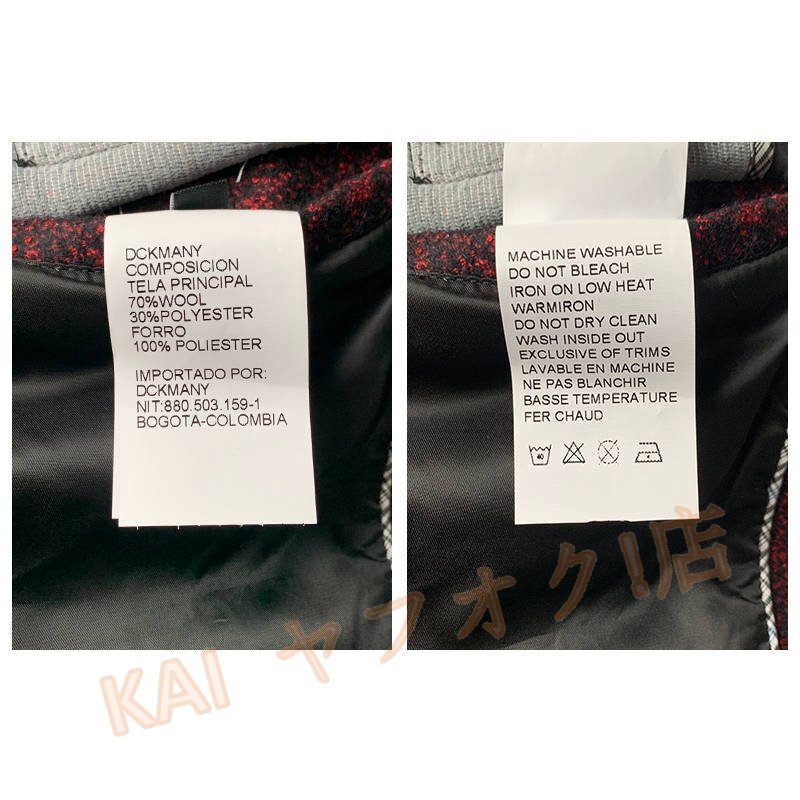 DCKMANY
COMPOSICION
TELA PRINCIPAL
70%WOOL
30%POLYESTER
FORRO
100% POLIESTER
IMPORTADO POR:
DCKMANY
NIT:880.503.159-1
BOGOTA-COLOMBIA
MACHINE WASHABLE
DO NOT BLEACH
IRON ON LOW HEAT
WARMIRON
DO NOT DRY CLEAN
WASH INSIDE OUT
EXCLUSIVE OF TRIMS
LAVABLE EN MACHINE
NE PAS BLANCHIR
BASSE TEMPERATURE
FER CHAUD
40
KAI ヤフオク!店